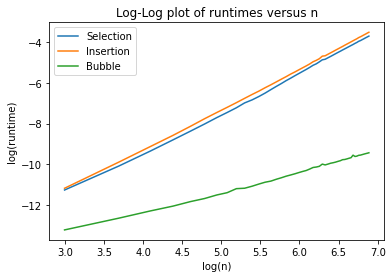 Log-Log plot of runtimes versus n
Selection
Insertion
Bubble
log(runtime)
−4
−6
−8
−10
−12
3.0 3.5 4.0 4.5 5.0 5.5 6.0 6.5 7.0
log(n)